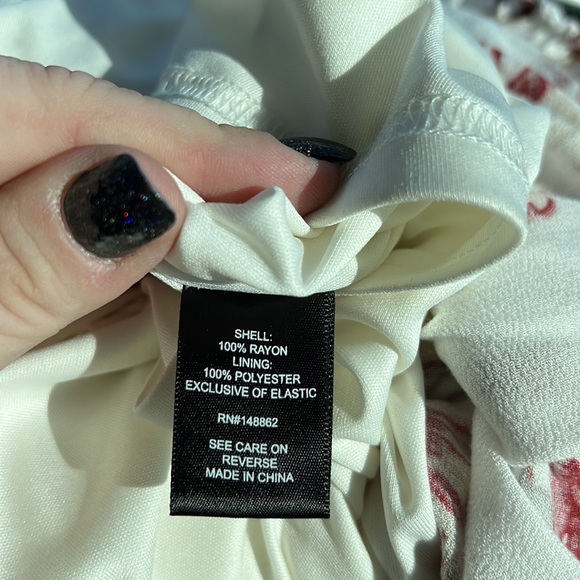 SHELL:
100% RAYON
LINING:
100% POLYESTER
EXCLUSIVE OF ELASTIC
RN#148862
SEE CARE ON
REVERSE
MADE IN CHINA